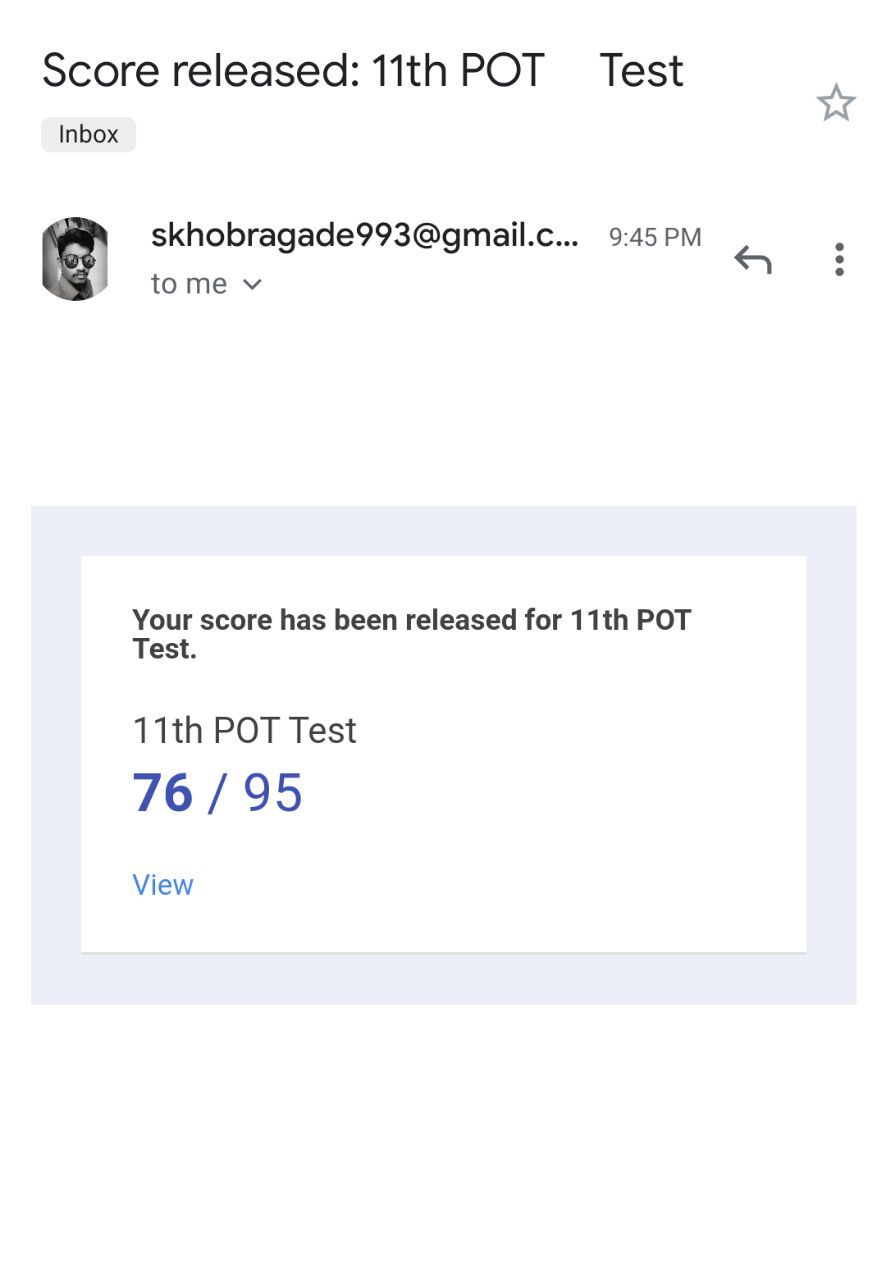 Score released: 11th POT Test
Inbox
skhobragade993@gmail.c... 9:45 PM
to me
Your score has been released for 11th POT
Test.
11th POT Test
76 / 95
View